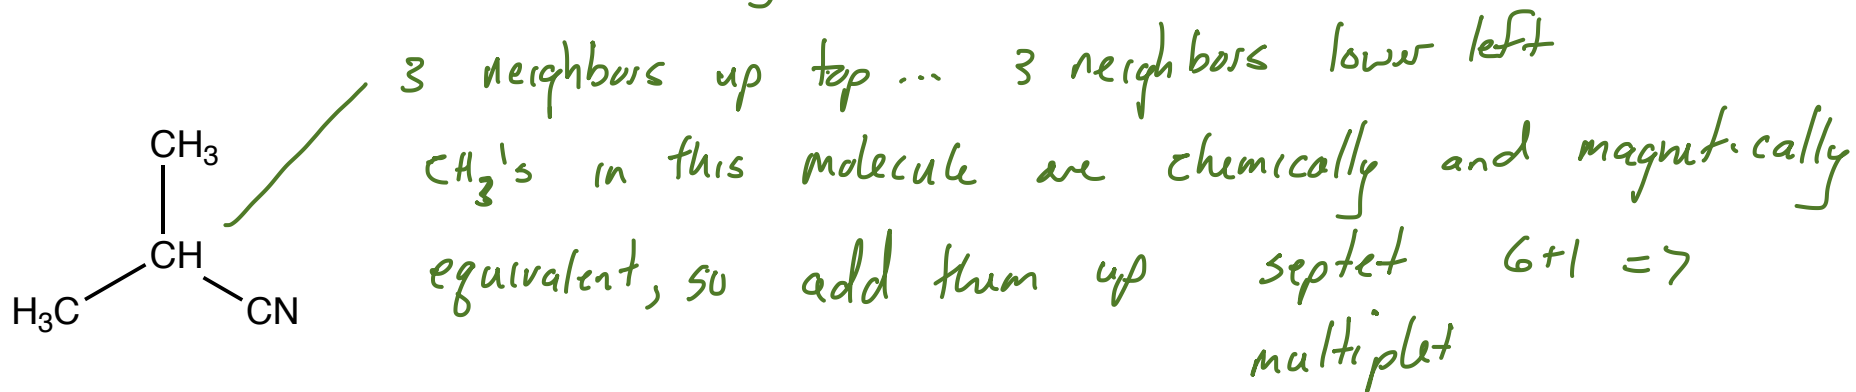 3 neighbors up top... 3 neighbors lower left
CH3's in this molecule are chemically and magnetically
equivalent, so add them up septet 6+1 =7
multiplet
CH3
CH
H3C
CN